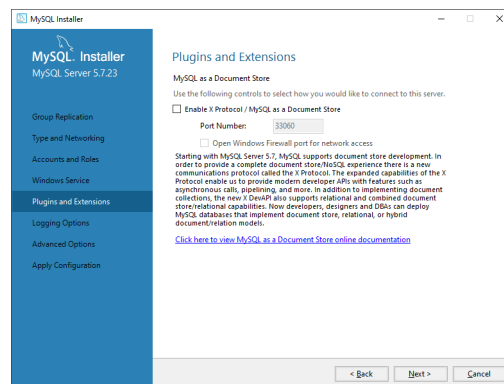 MySQL Installer
MySQL. Installer
MySQL Server 5.7.23
Group Replication
Type and Networking
Accounts and Roles
Windows Service
Plugins and Extensions
Logging Options
Advanced Options
Apply Configuration
Plugins and Extensions
MySQL as a Document Store
Use the following controls to select how you would like to connect to this server.
Enable X Protocol / MySQL as a Document Store
Port Number: 33060
Open Windows Firewall port for network access
Starting with MySQL Server 5.7, MySQL supports document store development. In
order to provide a complete document store/NoSQL experience there is a new
communications protocol called the X Protocol. The expanded capabilities of the X
Protocol enable us to provide modern developer APIs with features such as
asynchronous calls, pipelining, and more. In addition to implementing document
collections, the new X DevAPI also supports relational and combined document
store/relational capabilities. Now developers, designers and DBAs can deploy
MySQL databases that implement document store, relational, or hybrid
document/relation models.
Click here to view MySQL as a Document Store online documentation
< Back
Next >
Cancel